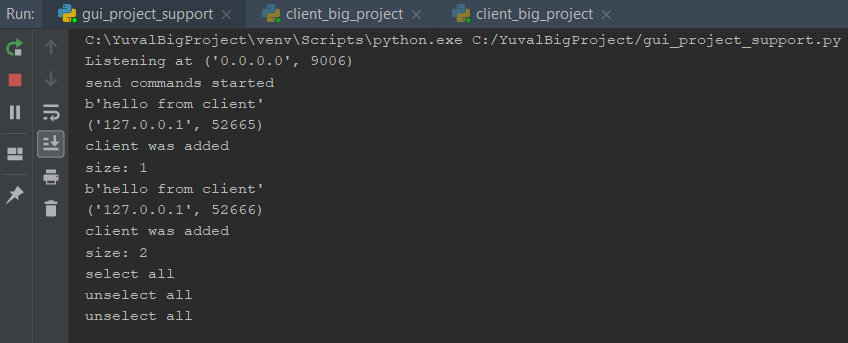 Run: gui_project_support client_big_project client_big_project
C:\YuvalBigProject\venv\Scripts\python.exe C:/YuvalBigProject/gui_project_support.py
Listening at ('0.0.0.0', 9006)
send commands started
b'hello from client'
('127.0.0.1', 52665)
client was added
size: 1
b'hello from client'
('127.0.0.1', 52666)
client was added
size: 2
select all
unselect all
unselect all